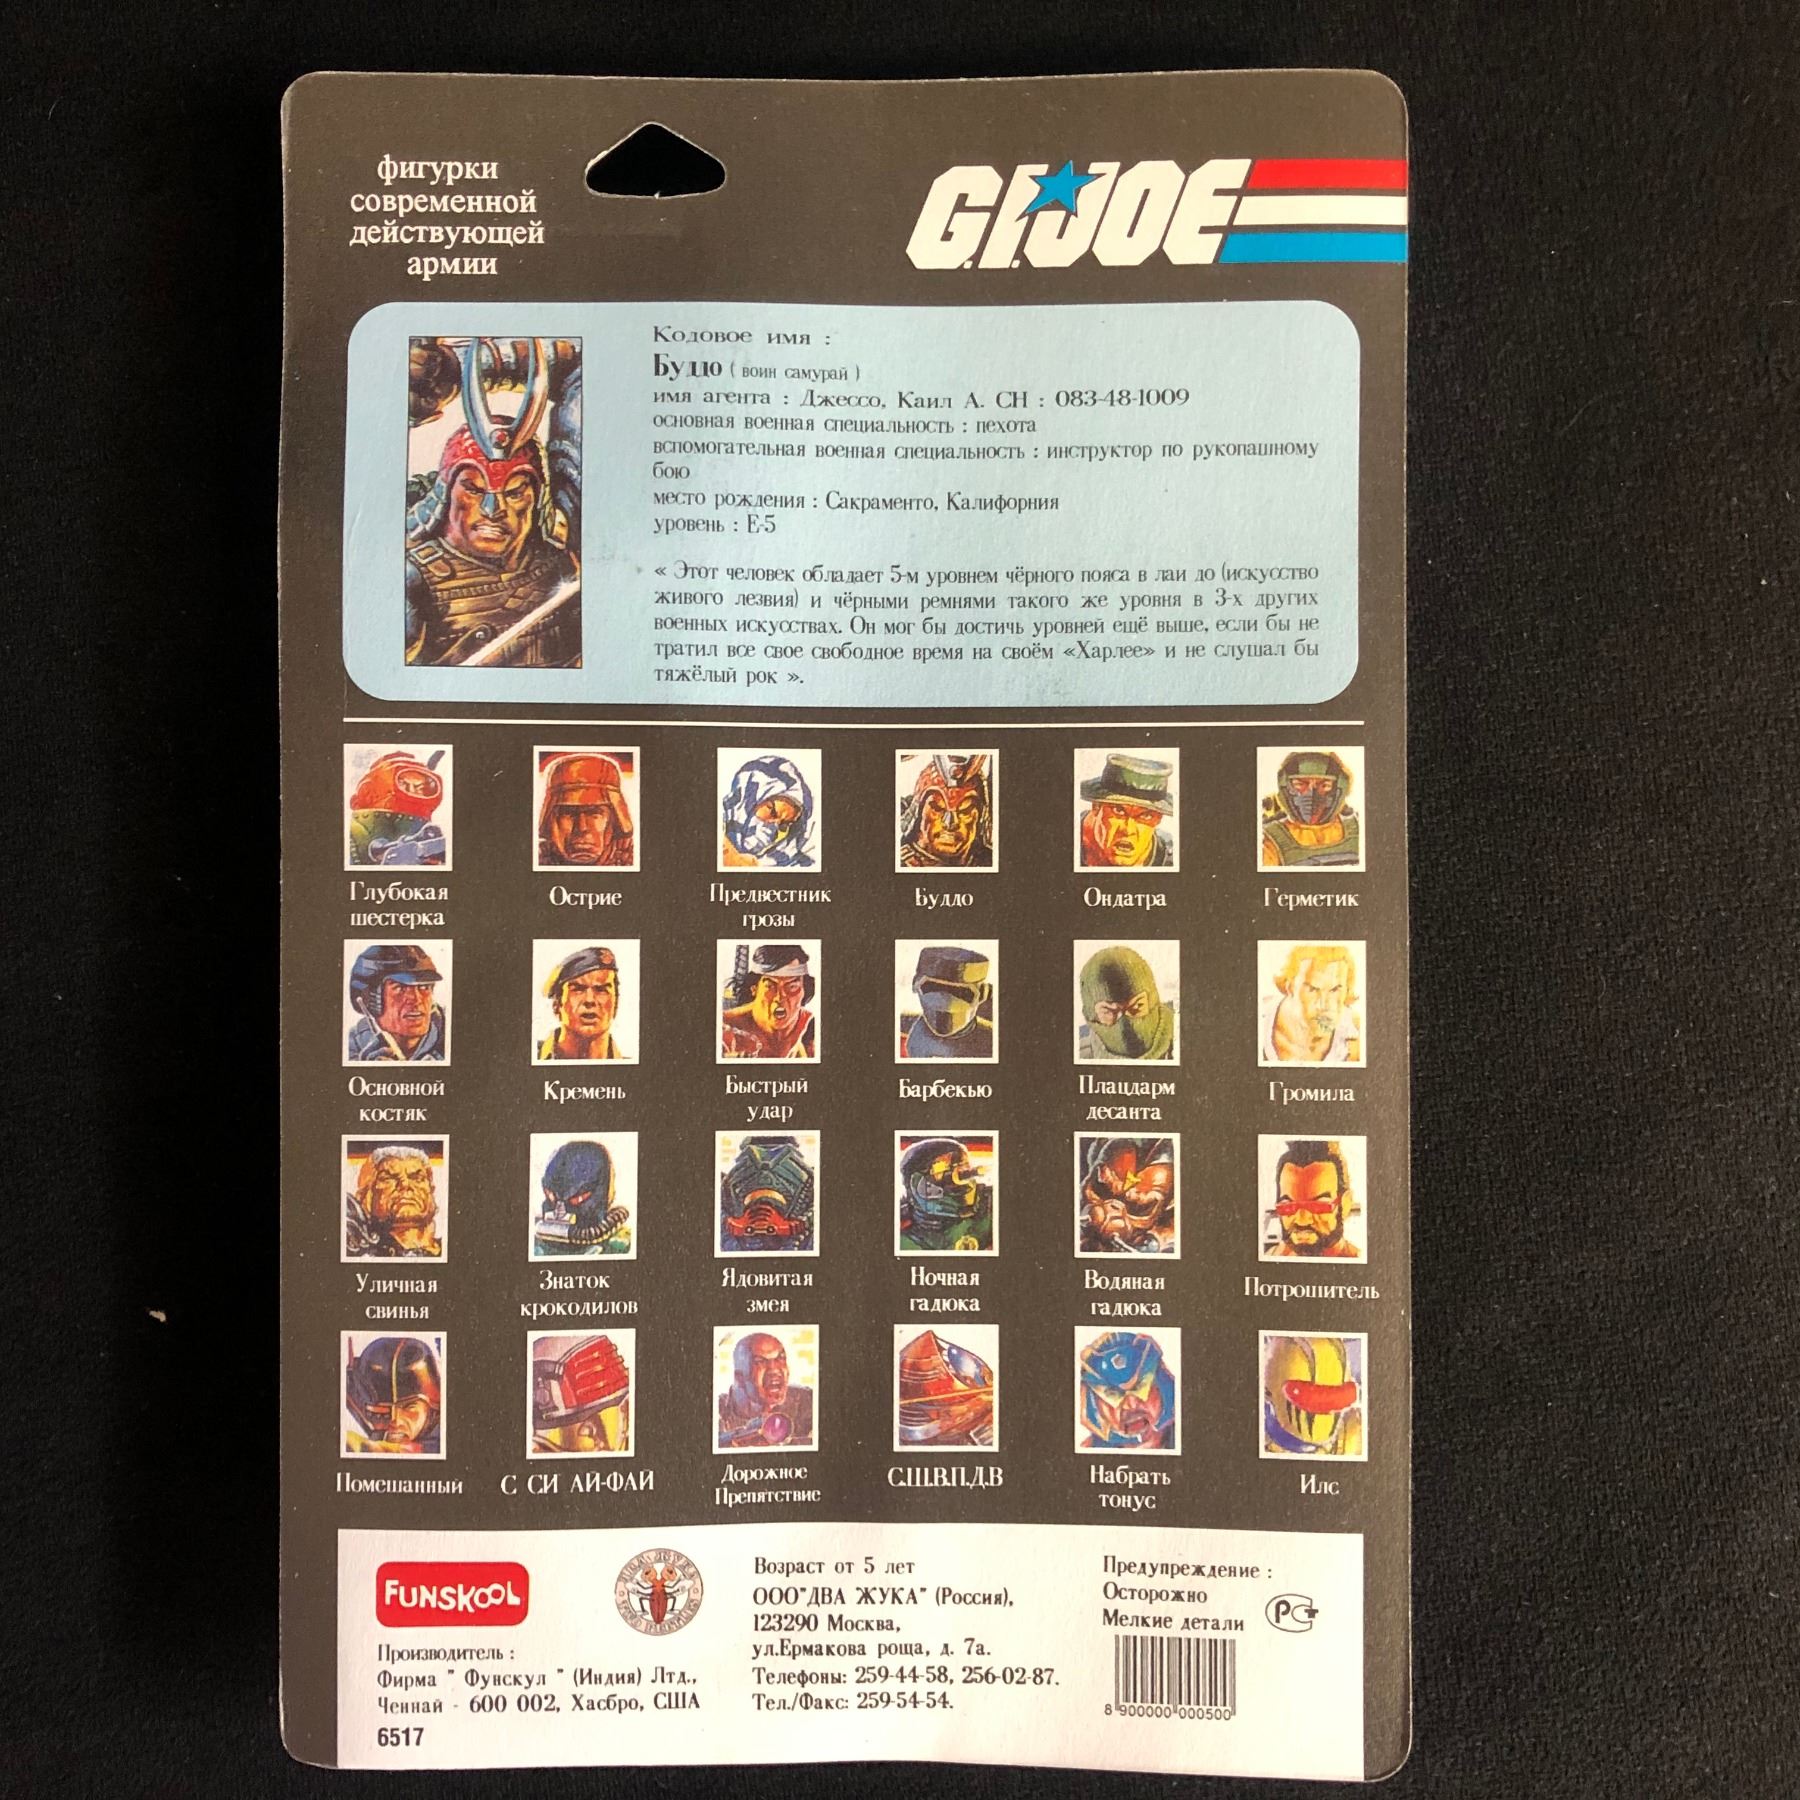 фигурки
современной
действующей
армии
G.I.JOE
Кодовое имя :
Буддо ( воин самурай )
имя агента : Джессо, Каил А. СН : 083-48-1009
основная военная специальность : пехота
вспомогательная военная специальность : инструктор по рукопашному
бою
место рождения : Сакраменто, Калифорния
уровень : Е-5
« Этот человек обладает 5-м уровнем чёрного пояса в лаи до (искусство
живого лезвия) и чёрными ремнями такого же уровня в 3-х других
военных искусствах. Он мог бы достичь уровней ещё выше, если бы не
тратил все свое свободное время на своём «Харлее» и не слушал бы
тяжёлый рок ».
Глубокая
шестерка
Острие
Предвестник
грозы
Буддо
Ондатра
Герметик
Основной
костяк
Кремень
Быстрый
удар
Барбекью
Плацдарм
десанта
Громила
Уличная
свинья
Знаток
крокодилов
Ядовитая
змея
Ночная
гадюка
Водяная
гадюка
Потрошитель
Помешанный
С СИ АЙ-ФАЙ
Дорожное
Препятствие
С.Ш.В.П.Д.В
Набрать
тонус
Илс
FUNSKOOL
Производитель :
Фирма " Фунскул " (Индия) Лтд.,
Ченнай - 600 002, Хасбро, США
6517
Возраст от 5 лет
ООО"ДВА ЖУКА" (Россия),
123290 Москва,
ул.Ермакова роща, д. 7а.
Телефоны: 259-44-58, 256-02-87.
Тел./Факс: 259-54-54.
Предупреждение :
Осторожно
Мелкие детали
8 900000 000500